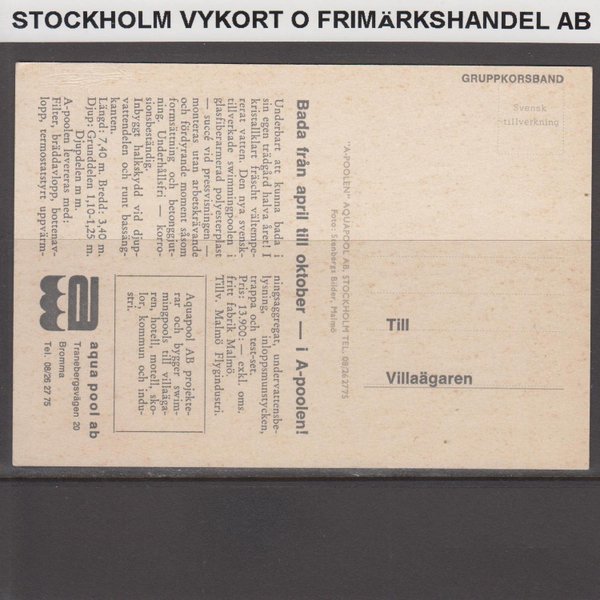 STOCKHOLM VYKORT O FRIMÄRKSHANDEL AB
GRUPPKORSBAND
Svensk
tillverkning
Till
Villaägaren
"A-POOLEN", AQUAPOOL AB, STOCKHOLM TEL. 08/26 27 75
Foto: Stenbergs Bilder, Malmö
Bada från april till oktober — i A-poolen!
Underbart att kunna bada i
sin egen trädgård halva året! I
kristallklart fräscht vältempe-
rerat vatten. Den nya svensk-
tillverkade swimmingpoolen i
glasfiberarmerad polyesterplast
— succé vid pressvisningen —
monteras utan arbetskrävande
och fördyrande moment såsom
formsättning och betonggjut-
ning. Underhållsfri — korro-
sionsbeständig.
Inbyggt halkskydd vid djup-
vattendelen och runt bassäng-
kanten.
Längd: 7,40 m. Bredd: 3,40 m.
Djup: Grunddelen 1,10–1,25 m.
Djupdelen m m.
A-poolen levereras med:
Filter, bräddavlopp, bottenav-
lopp, termostatstyrt uppvärm-
ningsaggregat, undervattensbe-
lysning, inloppsmunstycken,
trappa och test-set.
Pris: 13.900:— exkl. oms.
fritt fabrik Malmö.
Tillv. Malmö Flygindustri.
Aquapool AB projekte-
rar och bygger swim-
mingpools till villaäga-
ren, hotell, motell, sko-
lor, kommun och indu-
stri.
aqua pool ab
Tranebergsvägen 20
Bromma
Tel. 08/26 27 75